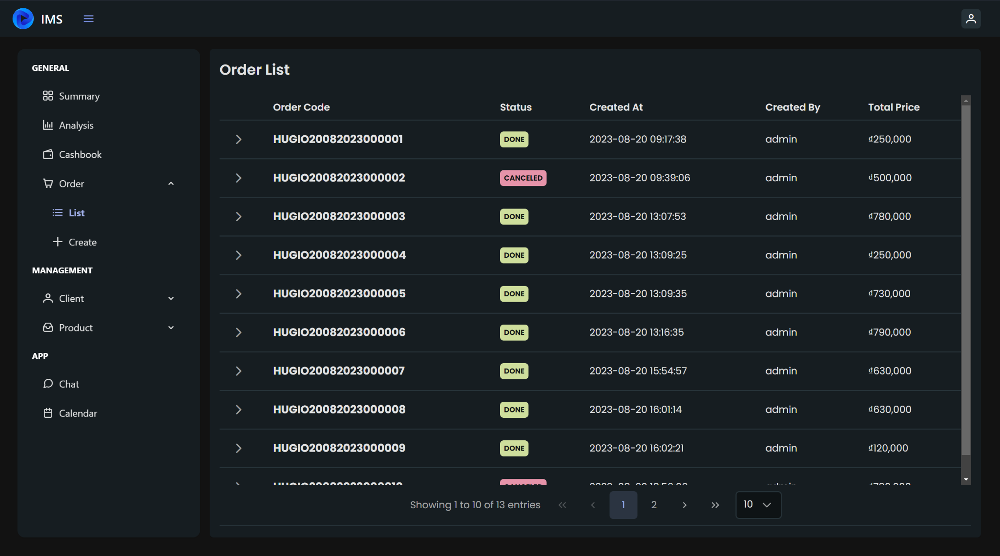 IMS
GENERAL
Summary
Analysis
Cashbook
Order
List
Create
MANAGEMENT
Client
Product
APP
Chat
Calendar
Order List
Order Code Status Created At Created By Total Price
HUGIO20082023000001 DONE 2023-08-20 09:17:38 admin ₫250,000
HUGIO20082023000002 CANCELED 2023-08-20 09:39:06 admin ₫500,000
HUGIO20082023000003 DONE 2023-08-20 13:07:53 admin ₫780,000
HUGIO20082023000004 DONE 2023-08-20 13:09:25 admin ₫250,000
HUGIO20082023000005 DONE 2023-08-20 13:09:35 admin ₫730,000
HUGIO20082023000006 DONE 2023-08-20 13:16:35 admin ₫790,000
HUGIO20082023000007 DONE 2023-08-20 15:54:57 admin ₫630,000
HUGIO20082023000008 DONE 2023-08-20 16:01:14 admin ₫630,000
HUGIO20082023000009 DONE 2023-08-20 16:02:21 admin ₫120,000
Showing 1 to 10 of 13 entries 1 2 10